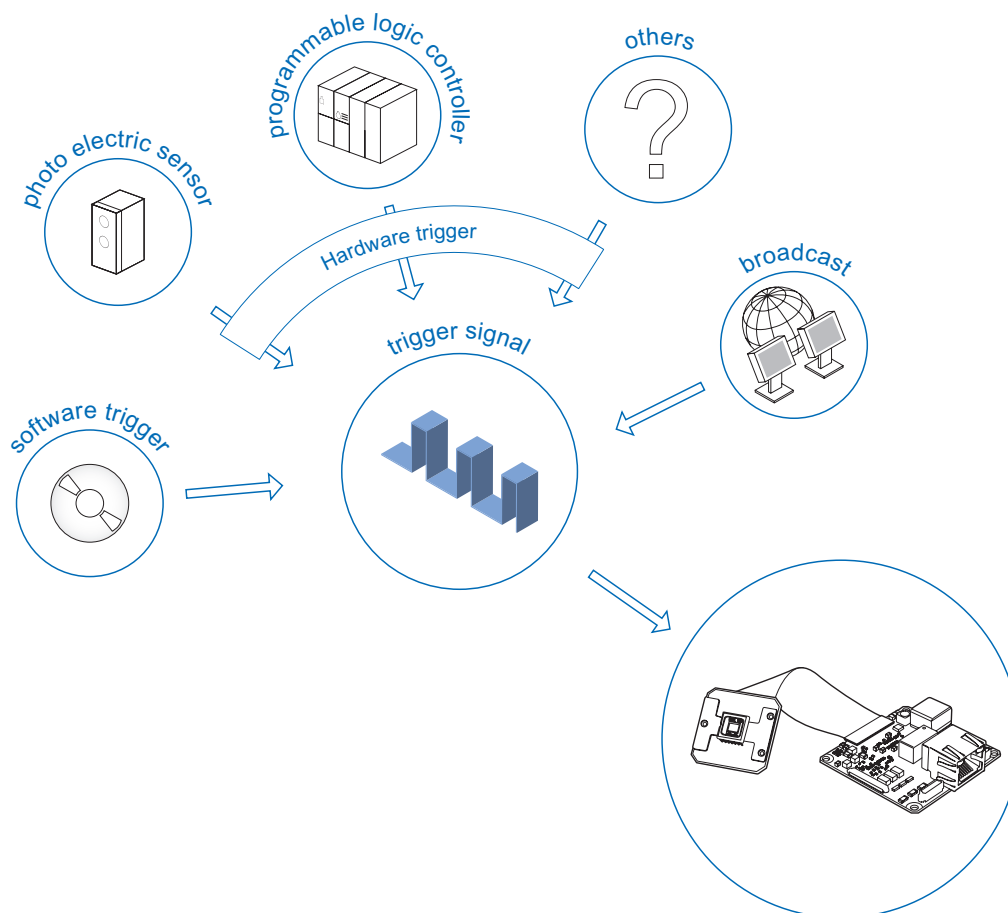 programmable logic controller
others
photo electric sensor
Hardware trigger
broadcast
trigger signal
software trigger